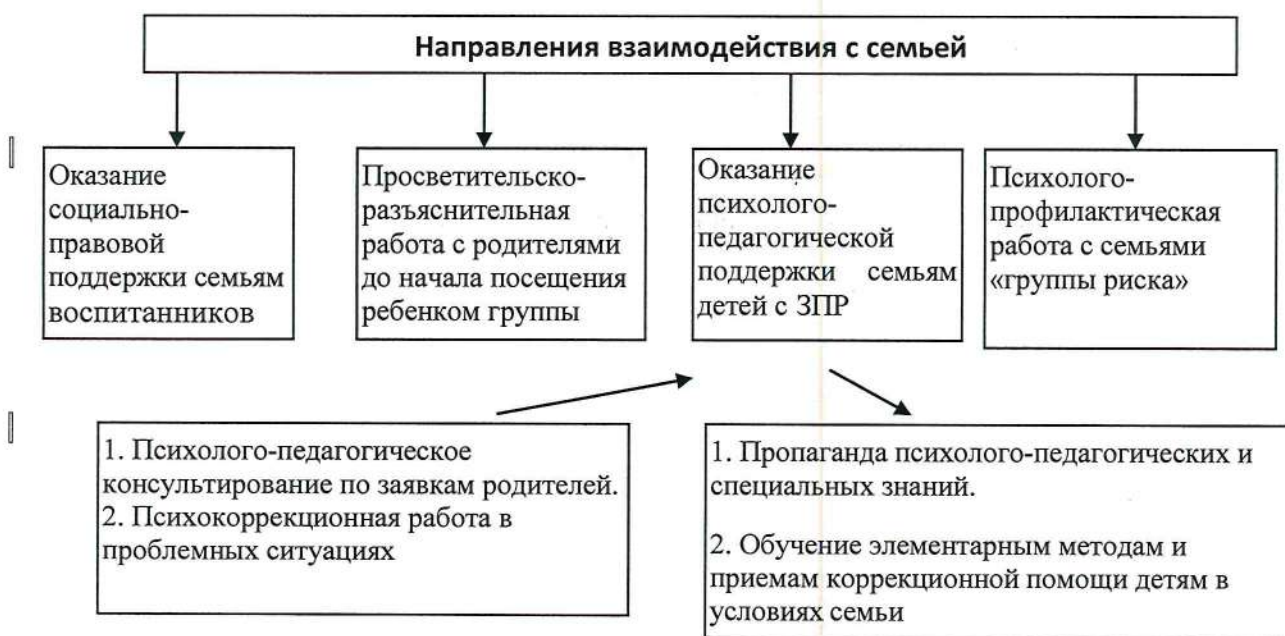 Направления взаимодействия с семьей
Оказание
социально-
правовой
поддержки семьям
воспитанников
Просветительско-
разъяснительная
работа с родителями
до начала посещения
ребенком группы
Оказание
психолого-
педагогической
поддержки семьям
детей с ЗПР
Психолого-
профилактическая
работа с семьями
«группы риска»
1. Психолого-педагогическое
консультирование по заявкам родителей.
2. Психокоррекционная работа в
проблемных ситуациях
1. Пропаганда психолого-педагогических и
специальных знаний.
2. Обучение элементарным методам и
приемам коррекционной помощи детям в
условиях семьи